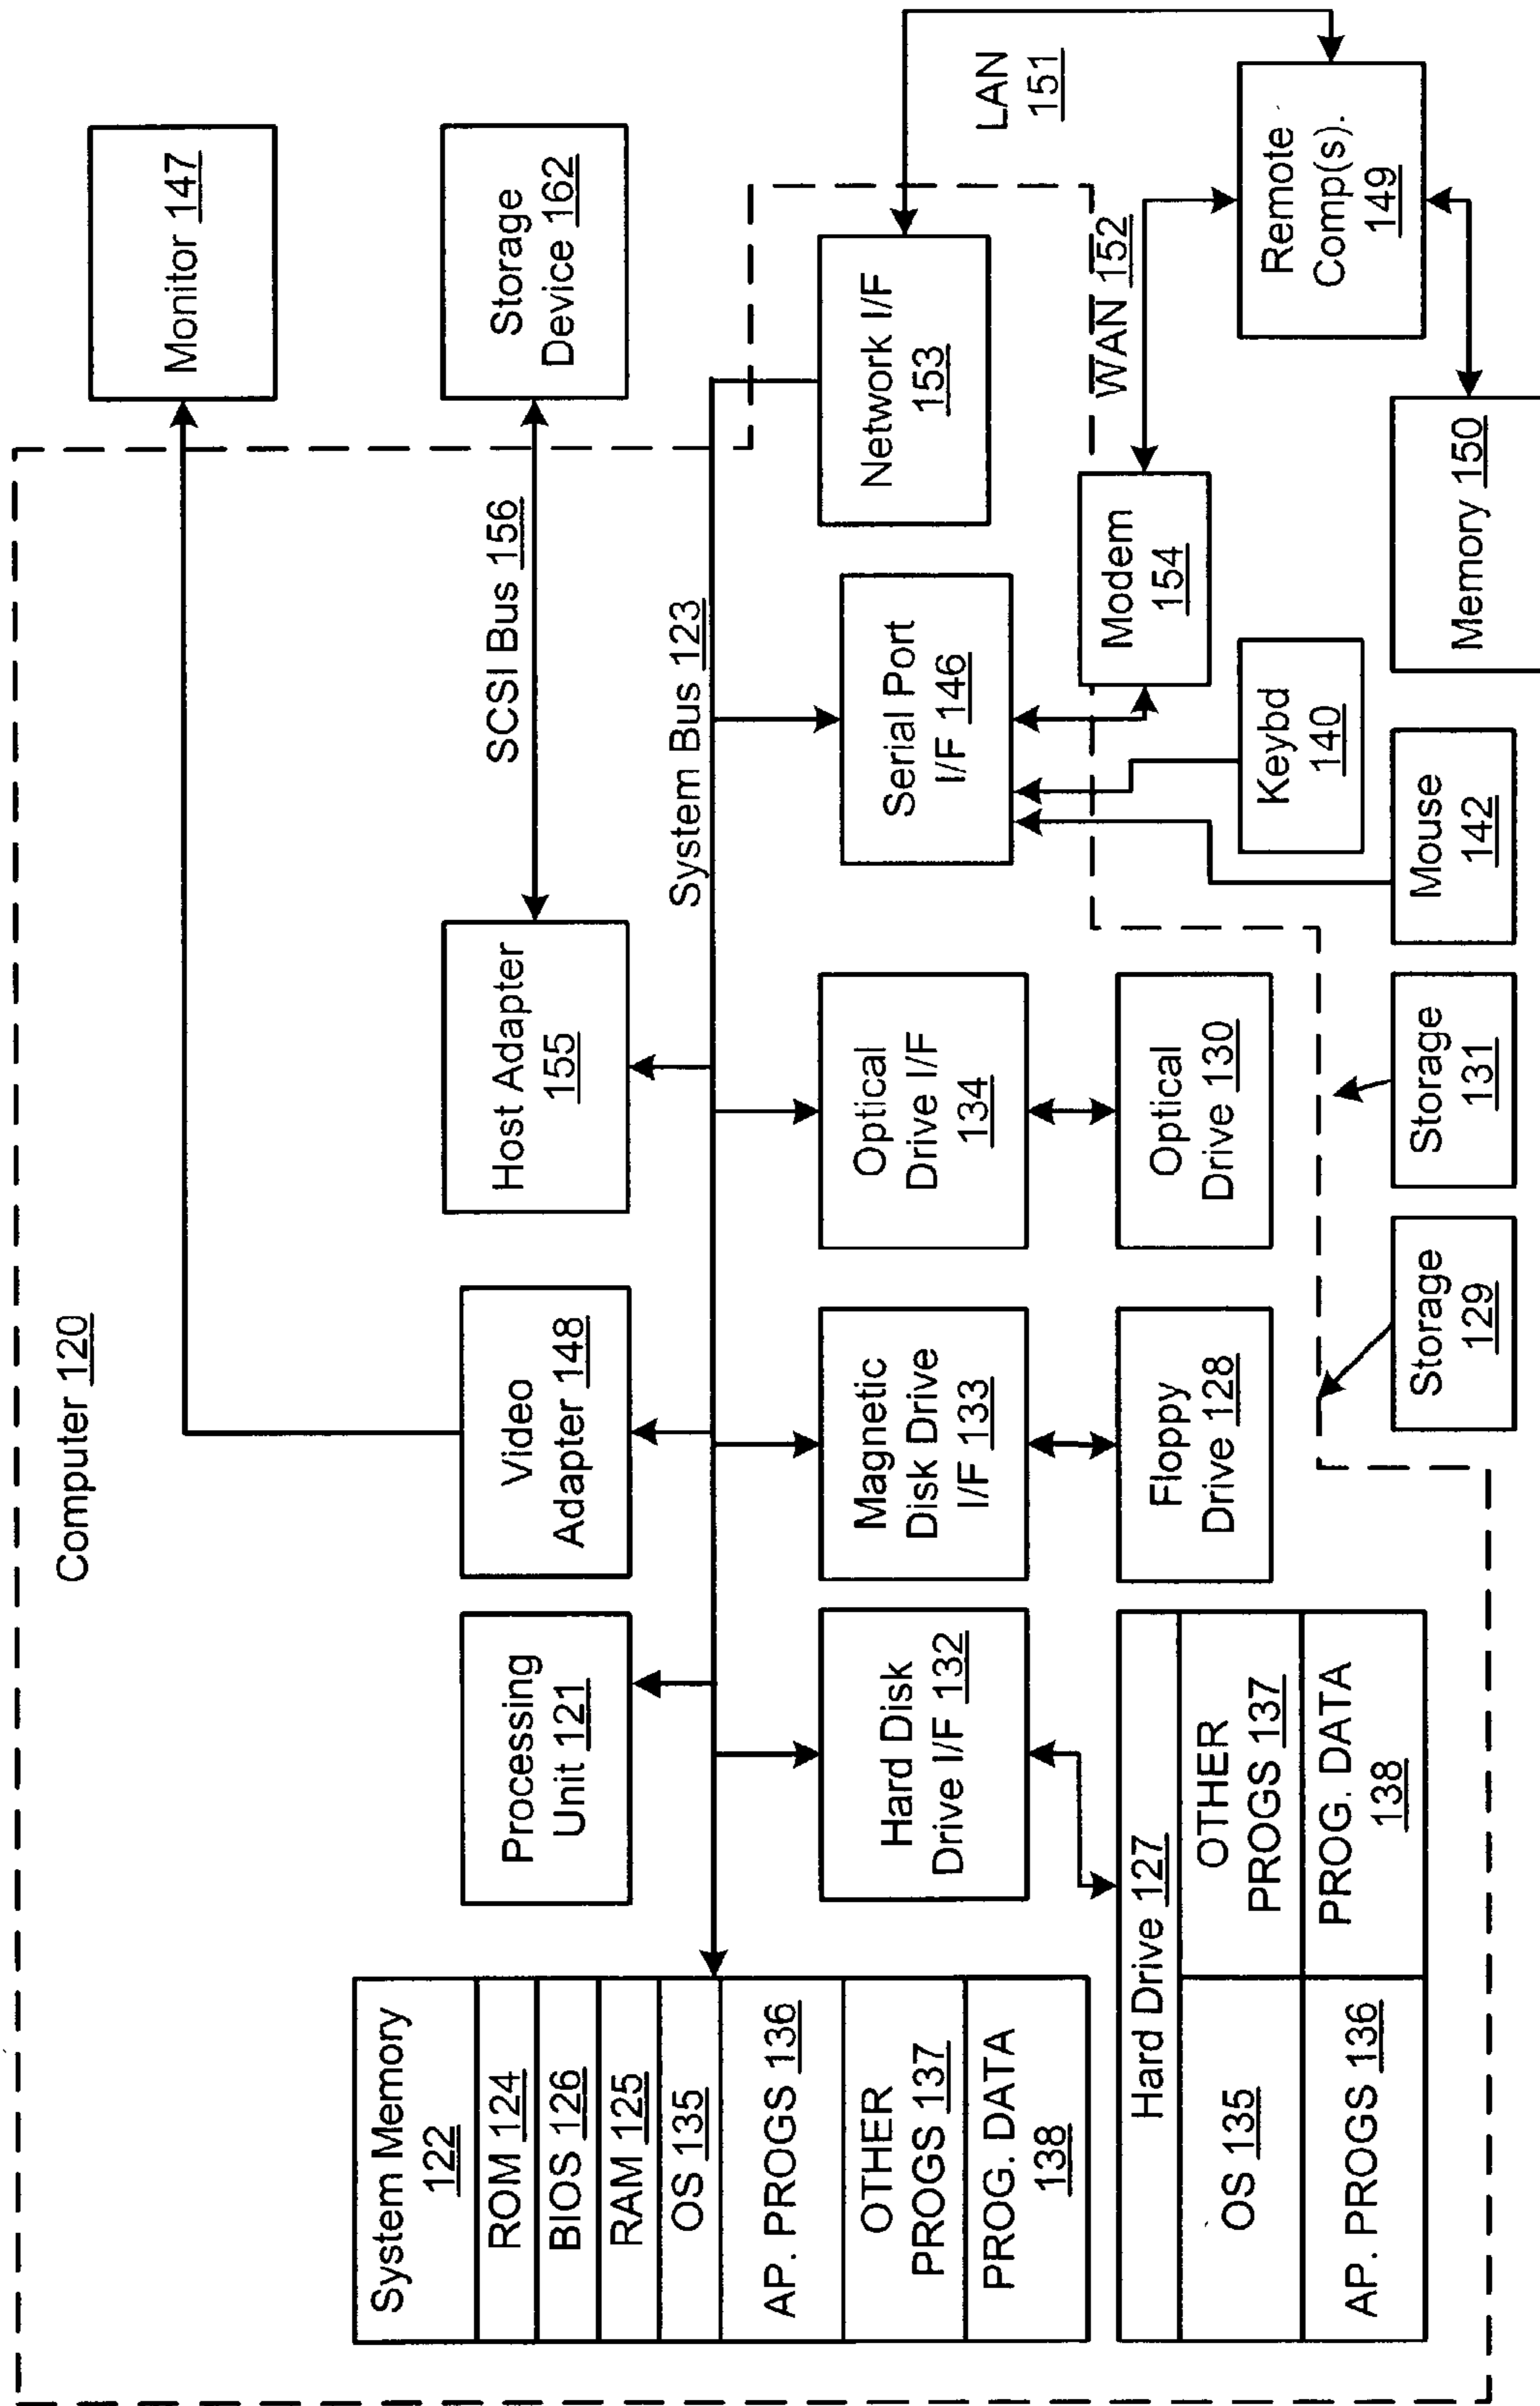 Computer 120
Monitor 147
System Memory
122
ROM 124
BIOS 126
RAM 125
OS 135
AP. PROGS 136
OTHER
PROGS 137
PROG. DATA
138
Processing
Unit 121
Video
Adapter 148
Host Adapter
155
SCSI Bus 156
Storage
Device 162
System Bus 123
Hard Disk
Drive I/F 132
Magnetic
Disk Drive
I/F 133
Optical
Drive I/F
134
Serial Port
I/F 146
Network I/F
153
LAN
151
Hard Drive 127
OS 135
OTHER
PROGS 137
AP. PROGS 136
PROG. DATA
138
Floppy
Drive 128
Optical
Drive 130
Modem
154
WAN 152
Keybd
140
Remote
Comp(s).
149
Storage
129
Storage
131
Mouse
142
Memory 150